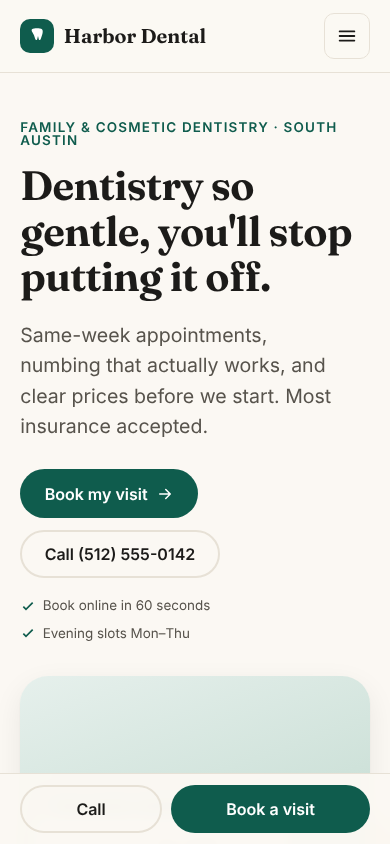 Harbor Dental
FAMILY & COSMETIC DENTISTRY · SOUTH
AUSTIN
Dentistry so
gentle, you'll stop
putting it off.
Same-week appointments,
numbing that actually works, and
clear prices before we start. Most
insurance accepted.
Book my visit →
Call (512) 555-0142
Book online in 60 seconds
Evening slots Mon–Thu
Call
Book a visit